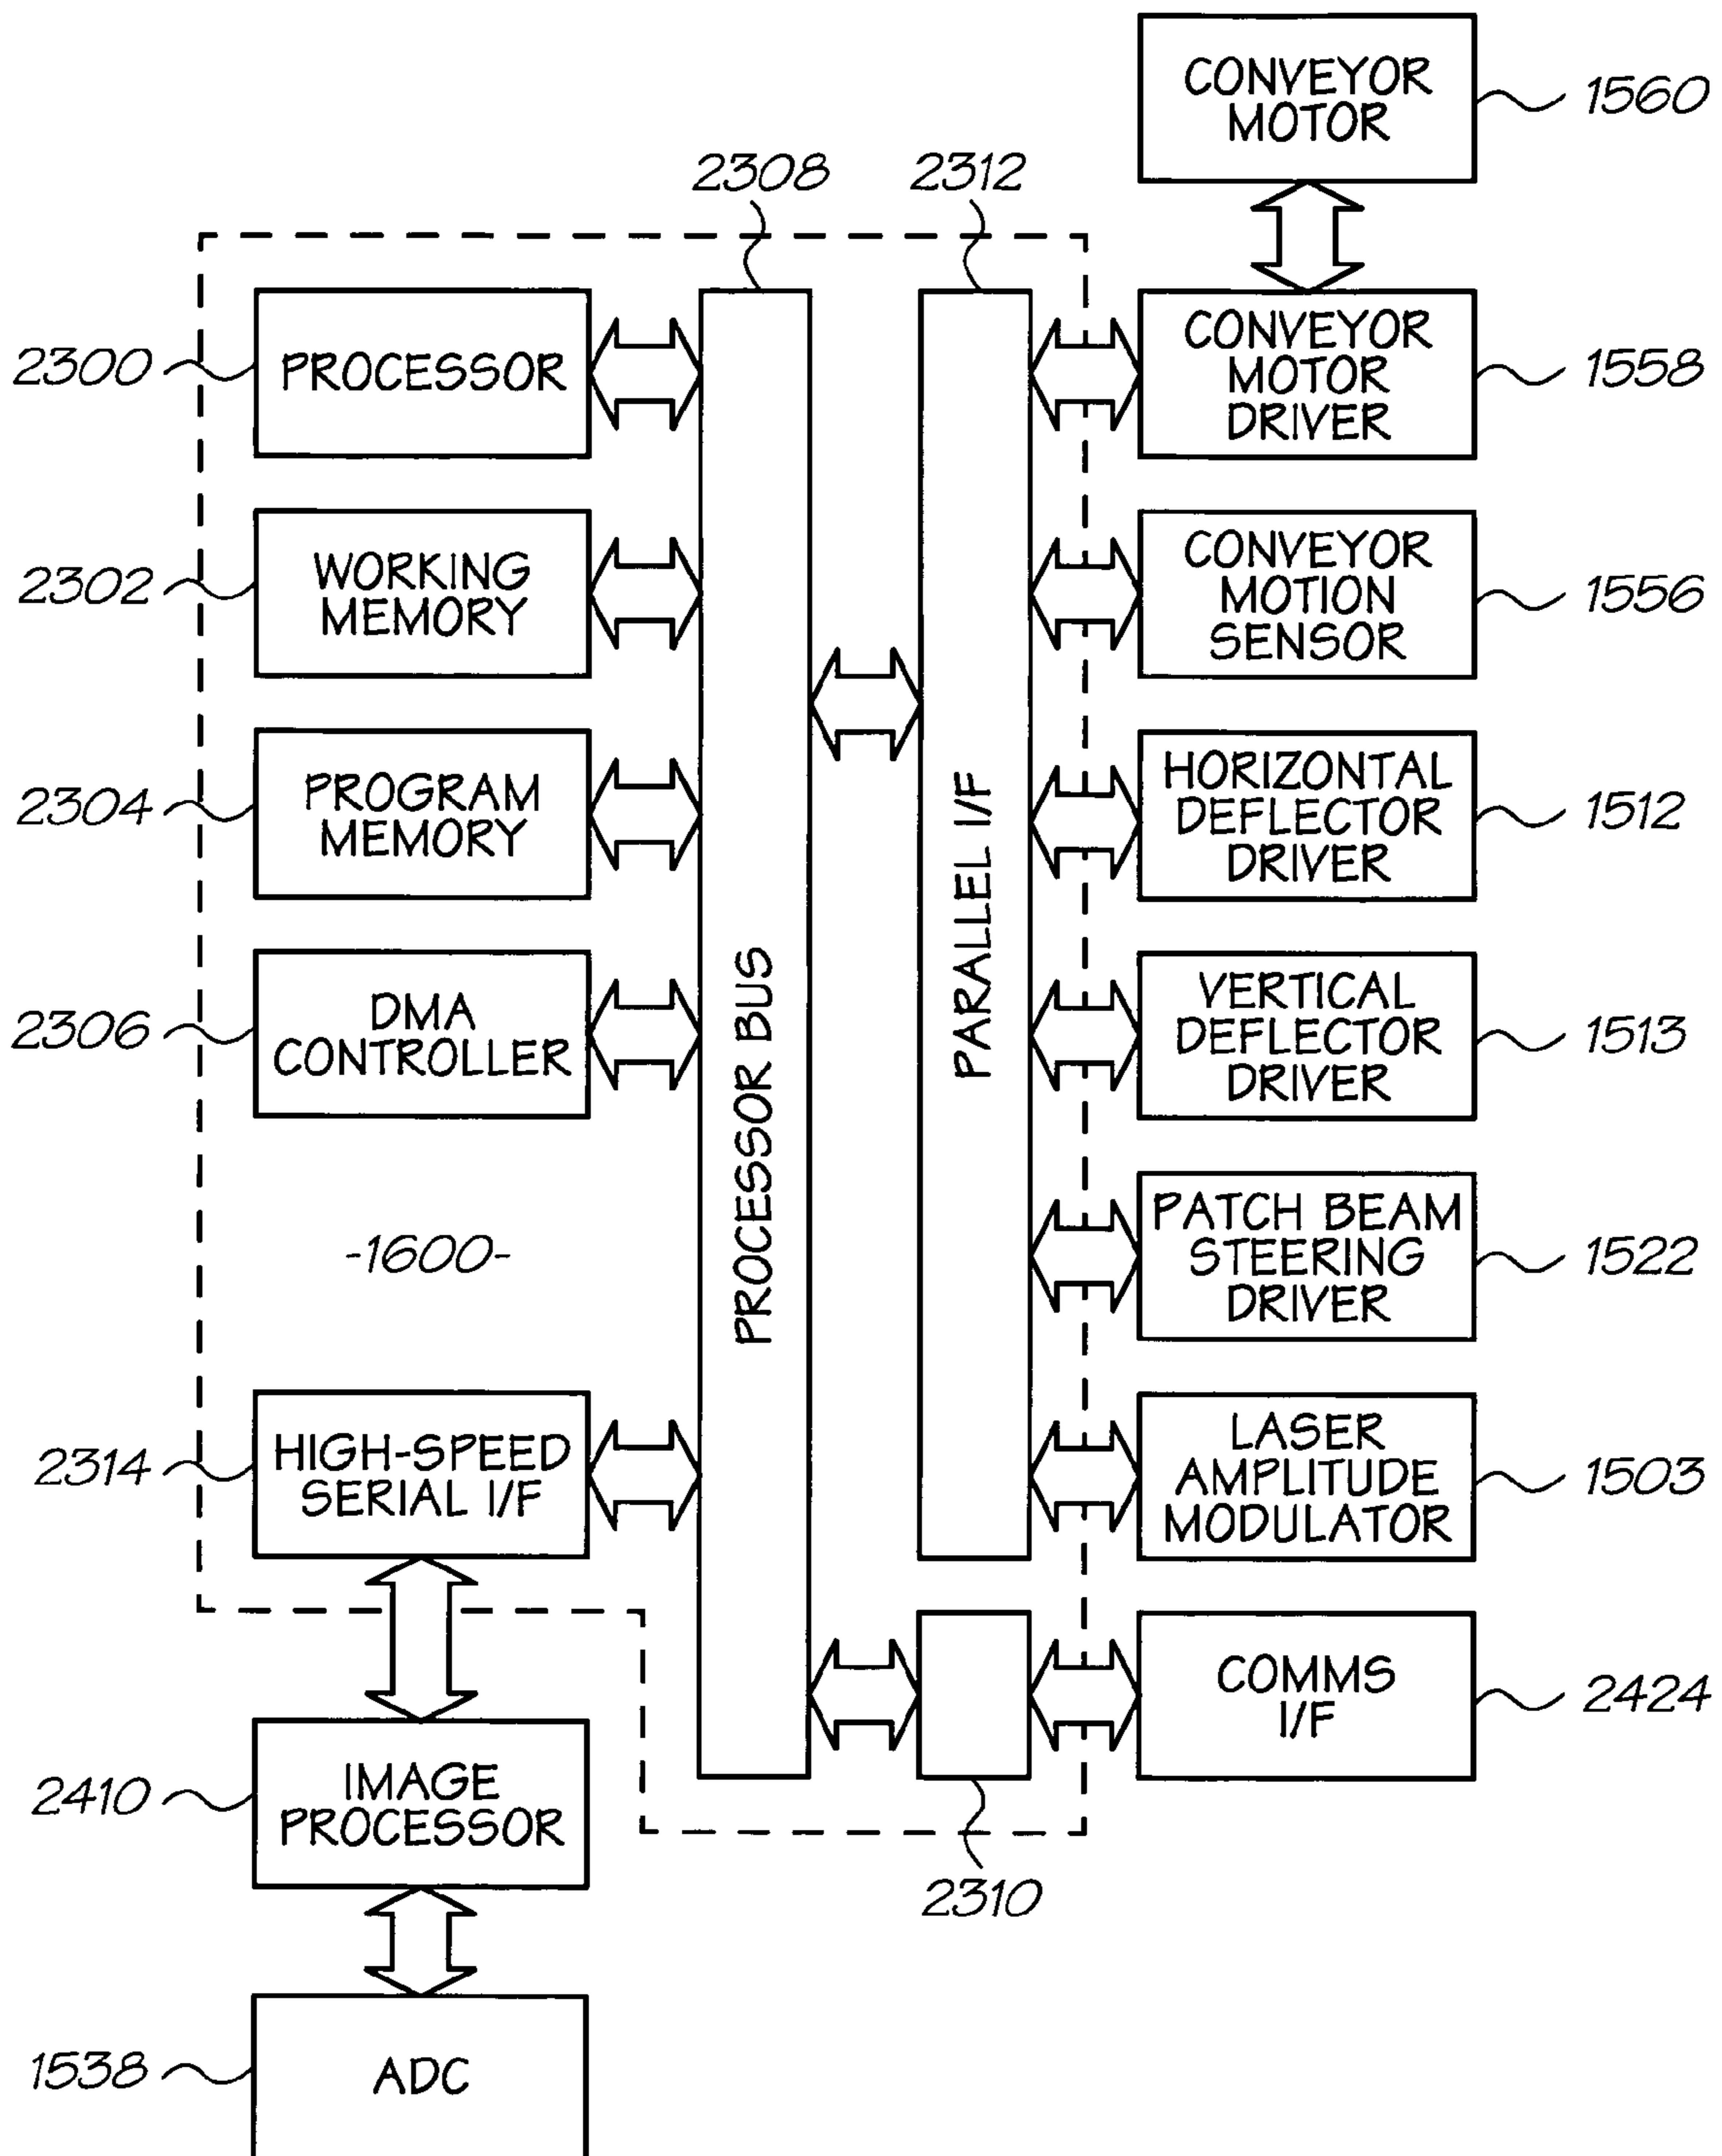 CONVEYOR
MOTOR
1560
2308
2312
2300
PROCESSOR
CONVEYOR
MOTOR
DRIVER
1558
2302
WORKING
MEMORY
CONVEYOR
MOTION
SENSOR
1556
2304
PROGRAM
MEMORY
HORIZONTAL
DEFLECTOR
DRIVER
1512
PROCESSOR BUS
PARALLEL I/F
2306
DMA
CONTROLLER
VERTICAL
DEFLECTOR
DRIVER
1513
-1600-
PATCH BEAM
STEERING
DRIVER
1522
2314
HIGH-SPEED
SERIAL I/F
LASER
AMPLITUDE
MODULATOR
1503
COMMS
I/F
2424
2410
IMAGE
PROCESSOR
2310
1538
ADC